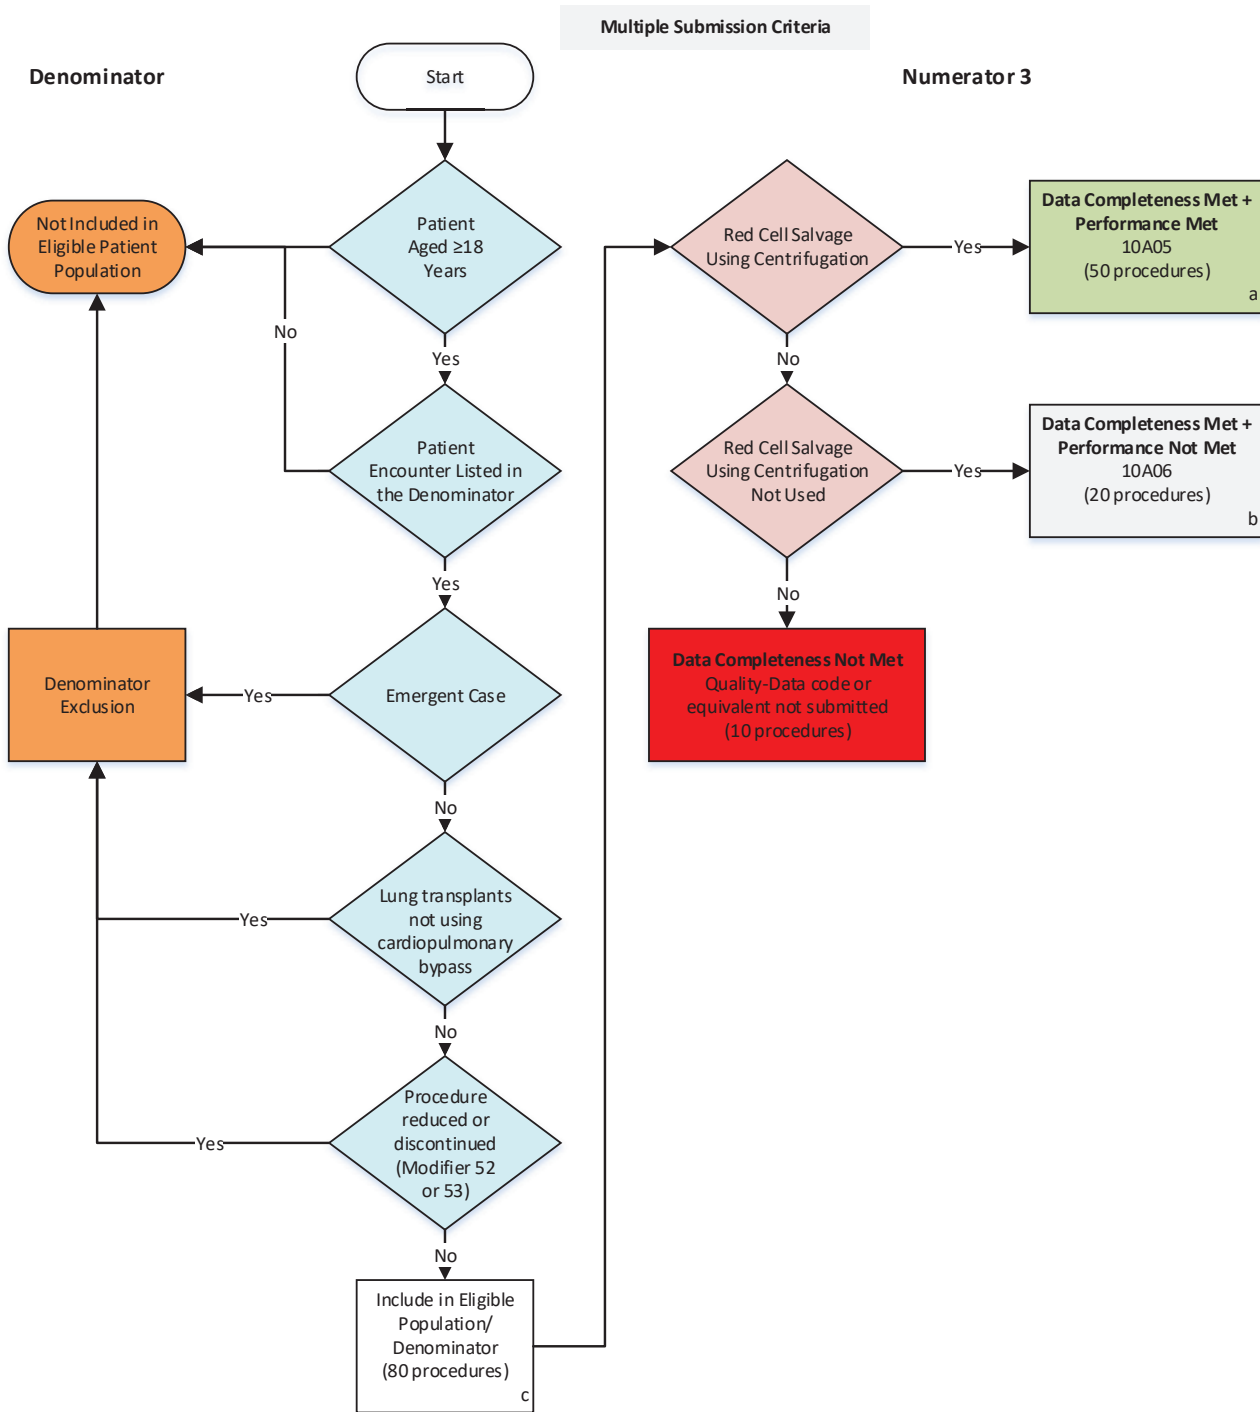 Multiple Submission Criteria
Denominator
Start
Numerator 3
Patient
Aged ≥18
Years
Not Included in
Eligible Patient
Population
No
Yes
Patient
Encounter Listed in
the Denominator
Yes
Emergent Case
Yes
Denominator
Exclusion
No
Lung transplants
not using
cardiopulmonary
bypass
Yes
No
Procedure
reduced or
discontinued
(Modifier 52
or 53)
Yes
No
Include in Eligible
Population/
Denominator
(80 procedures)
c
Red Cell Salvage
Using Centrifugation
Yes
Data Completeness Met +
Performance Met
10A05
(50 procedures)
a
No
Red Cell Salvage
Using Centrifugation
Not Used
Yes
Data Completeness Met +
Performance Not Met
10A06
(20 procedures)
b
No
Data Completeness Not Met
Quality-Data code or
equivalent not submitted
(10 procedures)